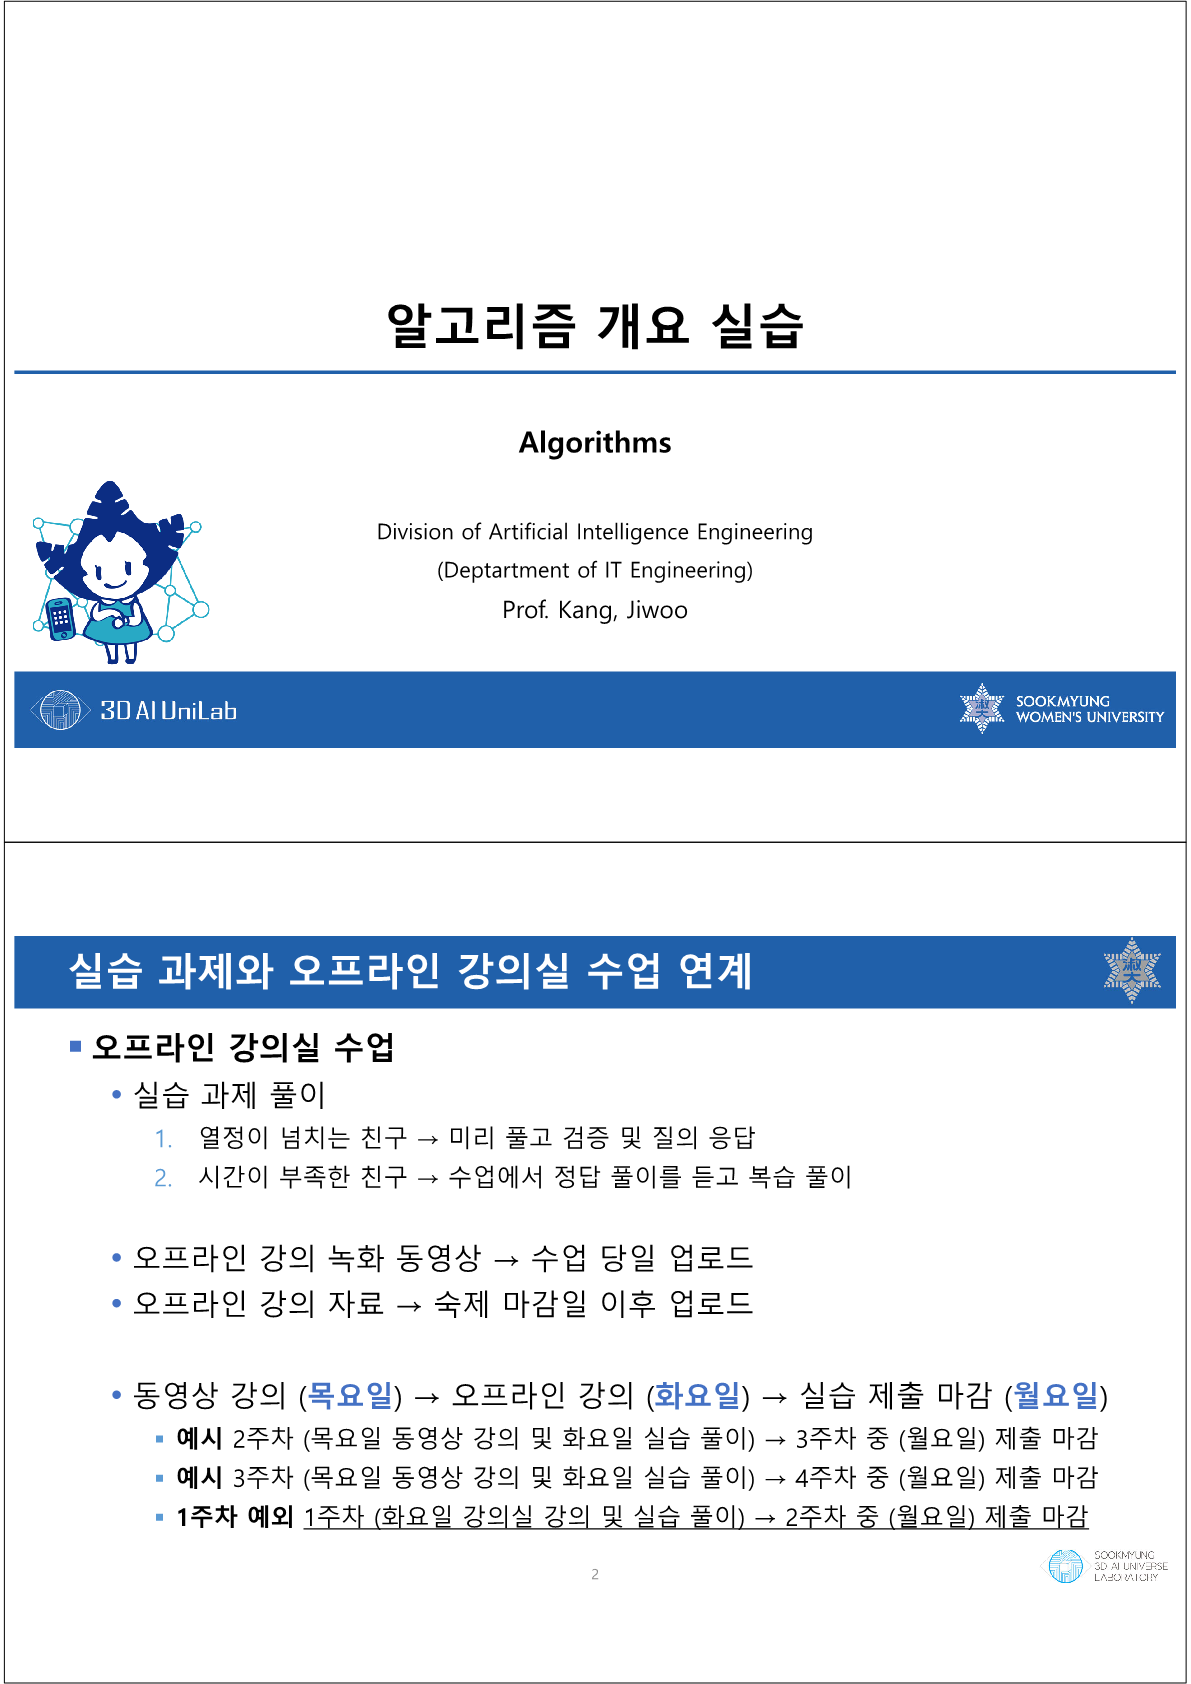 알고리즘 개요 실습
Algorithms
Division of Artificial Intelligence Engineering
(Deptartment of IT Engineering)
Prof. Kang, Jiwoo
3D AI UniLab
淑大
SOOKMYUNG
WOMEN'S UNIVERSITY
실습 과제와 오프라인 강의실 수업 연계
淑大
▪ 오프라인 강의실 수업
• 실습 과제 풀이
1. 열정이 넘치는 친구 → 미리 풀고 검증 및 질의 응답
2. 시간이 부족한 친구 → 수업에서 정답 풀이를 듣고 복습 풀이
• 오프라인 강의 녹화 동영상 → 수업 당일 업로드
• 오프라인 강의 자료 → 숙제 마감일 이후 업로드
• 동영상 강의 (목요일) → 오프라인 강의 (화요일) → 실습 제출 마감 (월요일)
▪ 예시 2주차 (목요일 동영상 강의 및 화요일 실습 풀이) → 3주차 중 (월요일) 제출 마감
▪ 예시 3주차 (목요일 동영상 강의 및 화요일 실습 풀이) → 4주차 중 (월요일) 제출 마감
▪ 1주차 예외 1주차 (화요일 강의실 강의 및 실습 풀이) → 2주차 중 (월요일) 제출 마감
2
SOOKMYUNG
3D AI UNIVERSE
LABORATORY